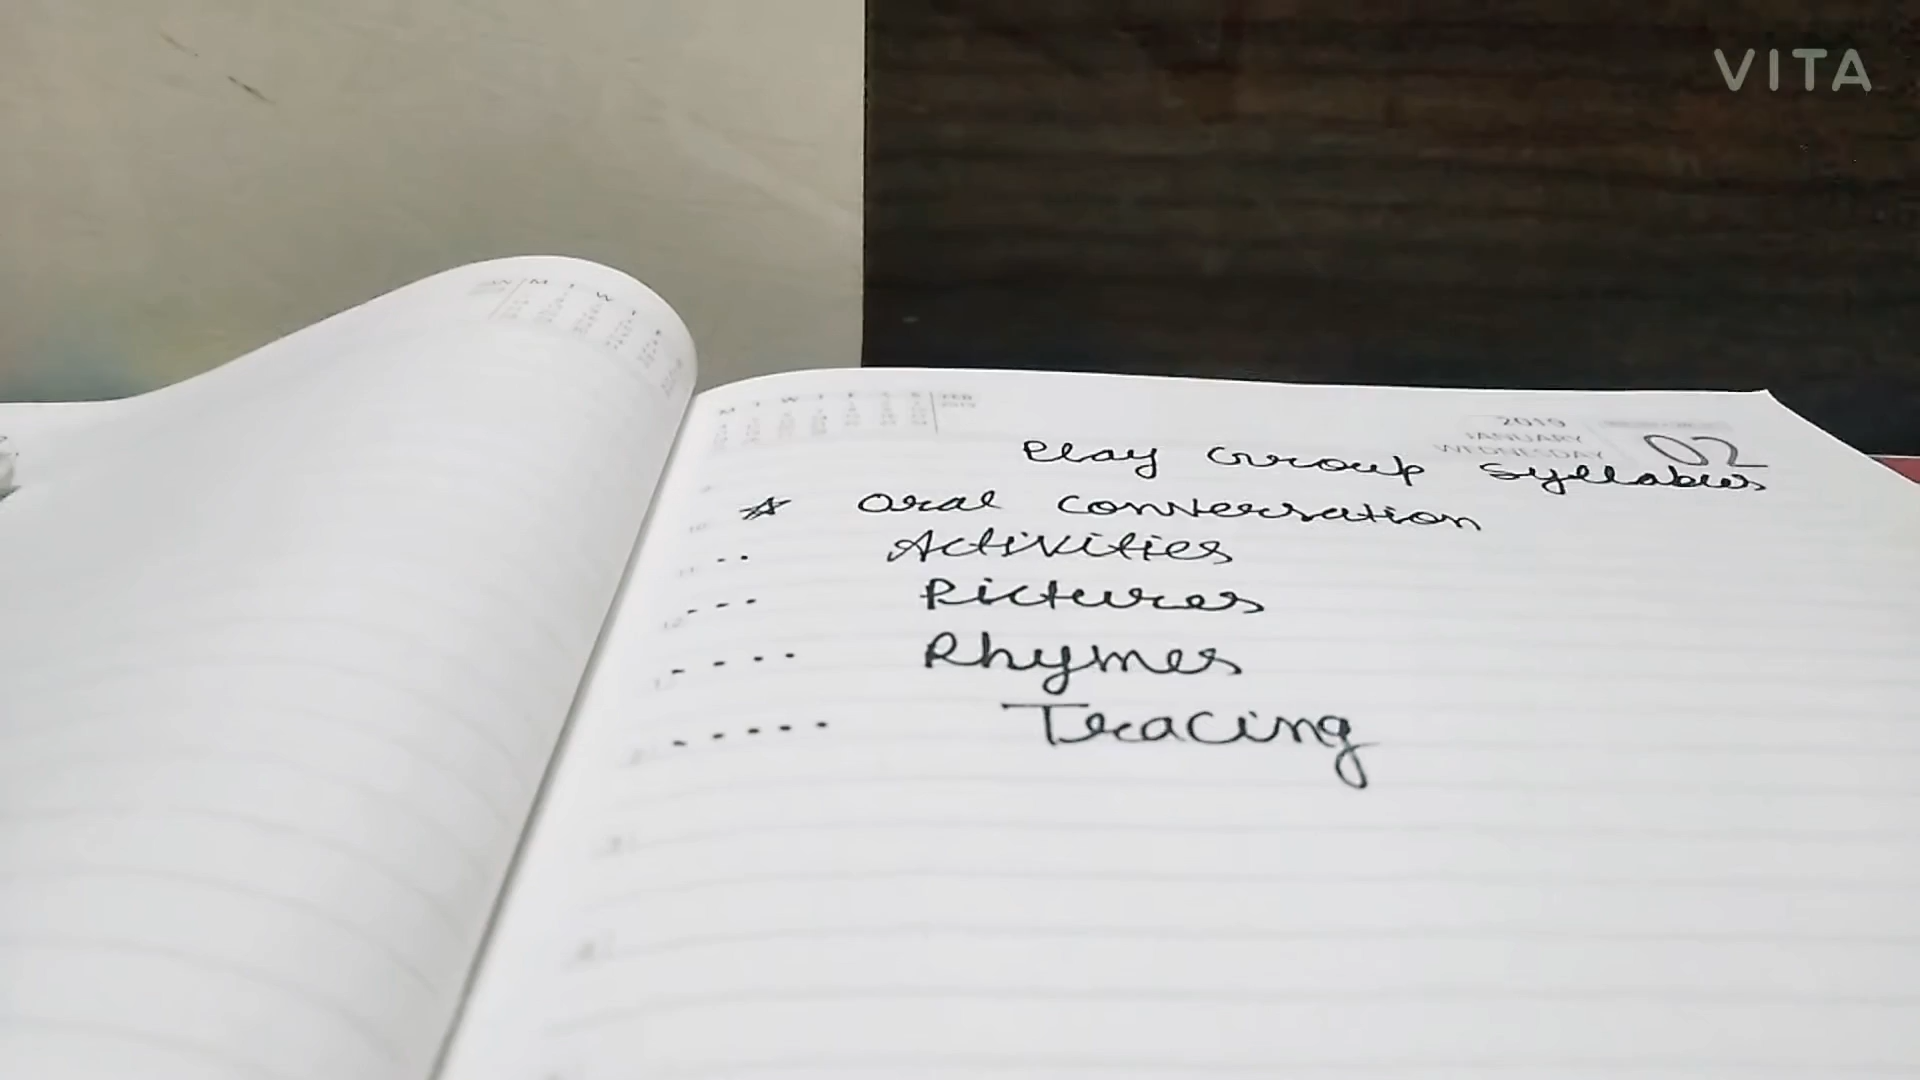 VITA
2019
JANUARY
WEDNESDAY
02
Play Group Syllabus
☆ Oral Conversation
.. Activities
... Pictures
.... Rhymes
..... Tracing